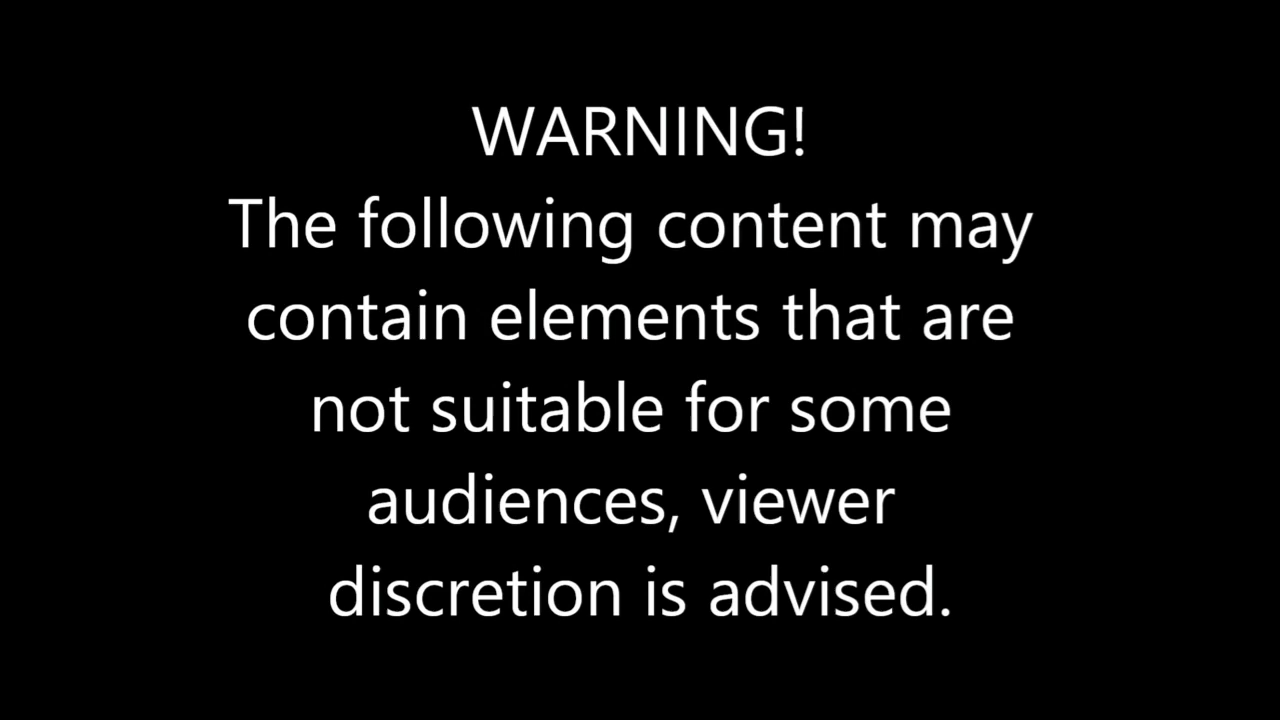 WARNING!
The following content may
contain elements that are
not suitable for some
audiences, viewer
discretion is advised.